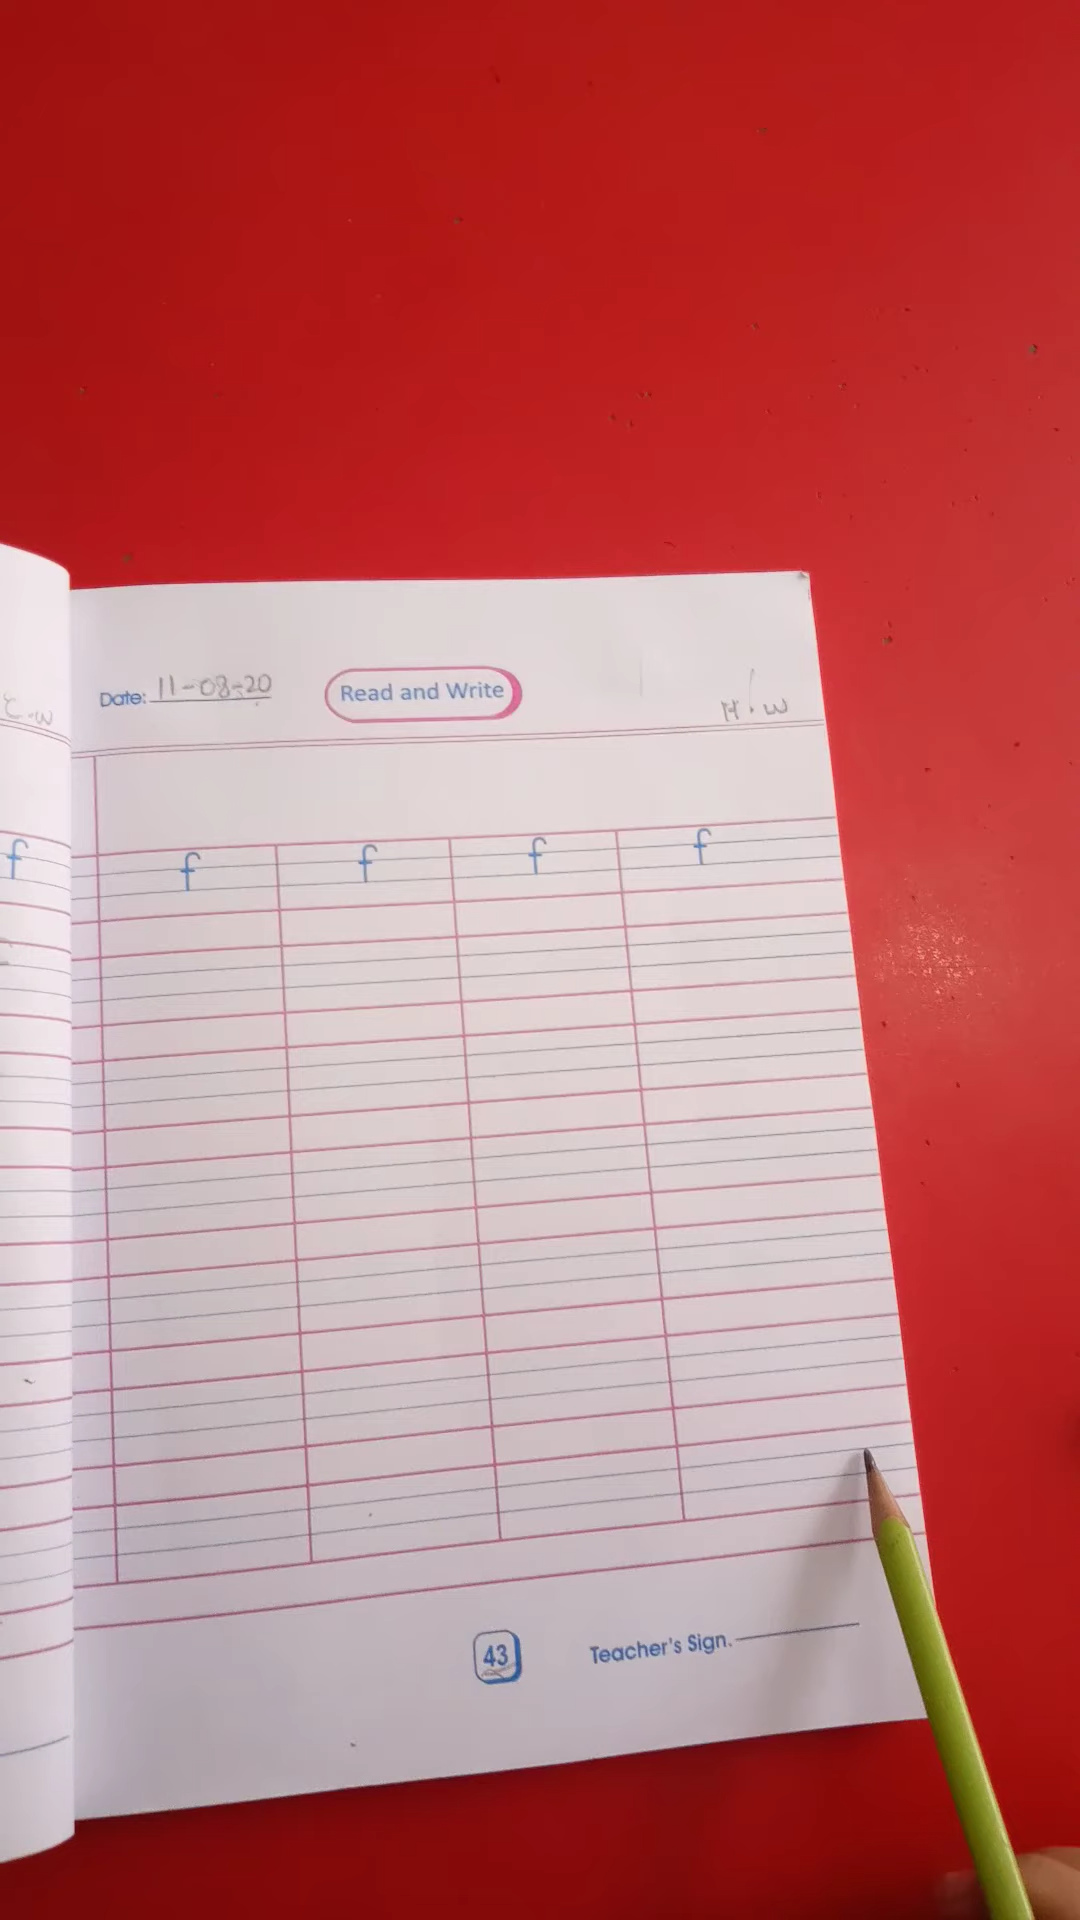 C.w
f
Date: 11-08-20 Read and Write H.w
f f f f
43 Teacher's Sign.